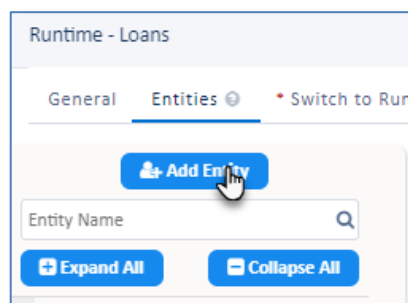 Runtime - Loans
General Entities * Switch to Run
Add Entity
Entity Name
Expand All Collapse All